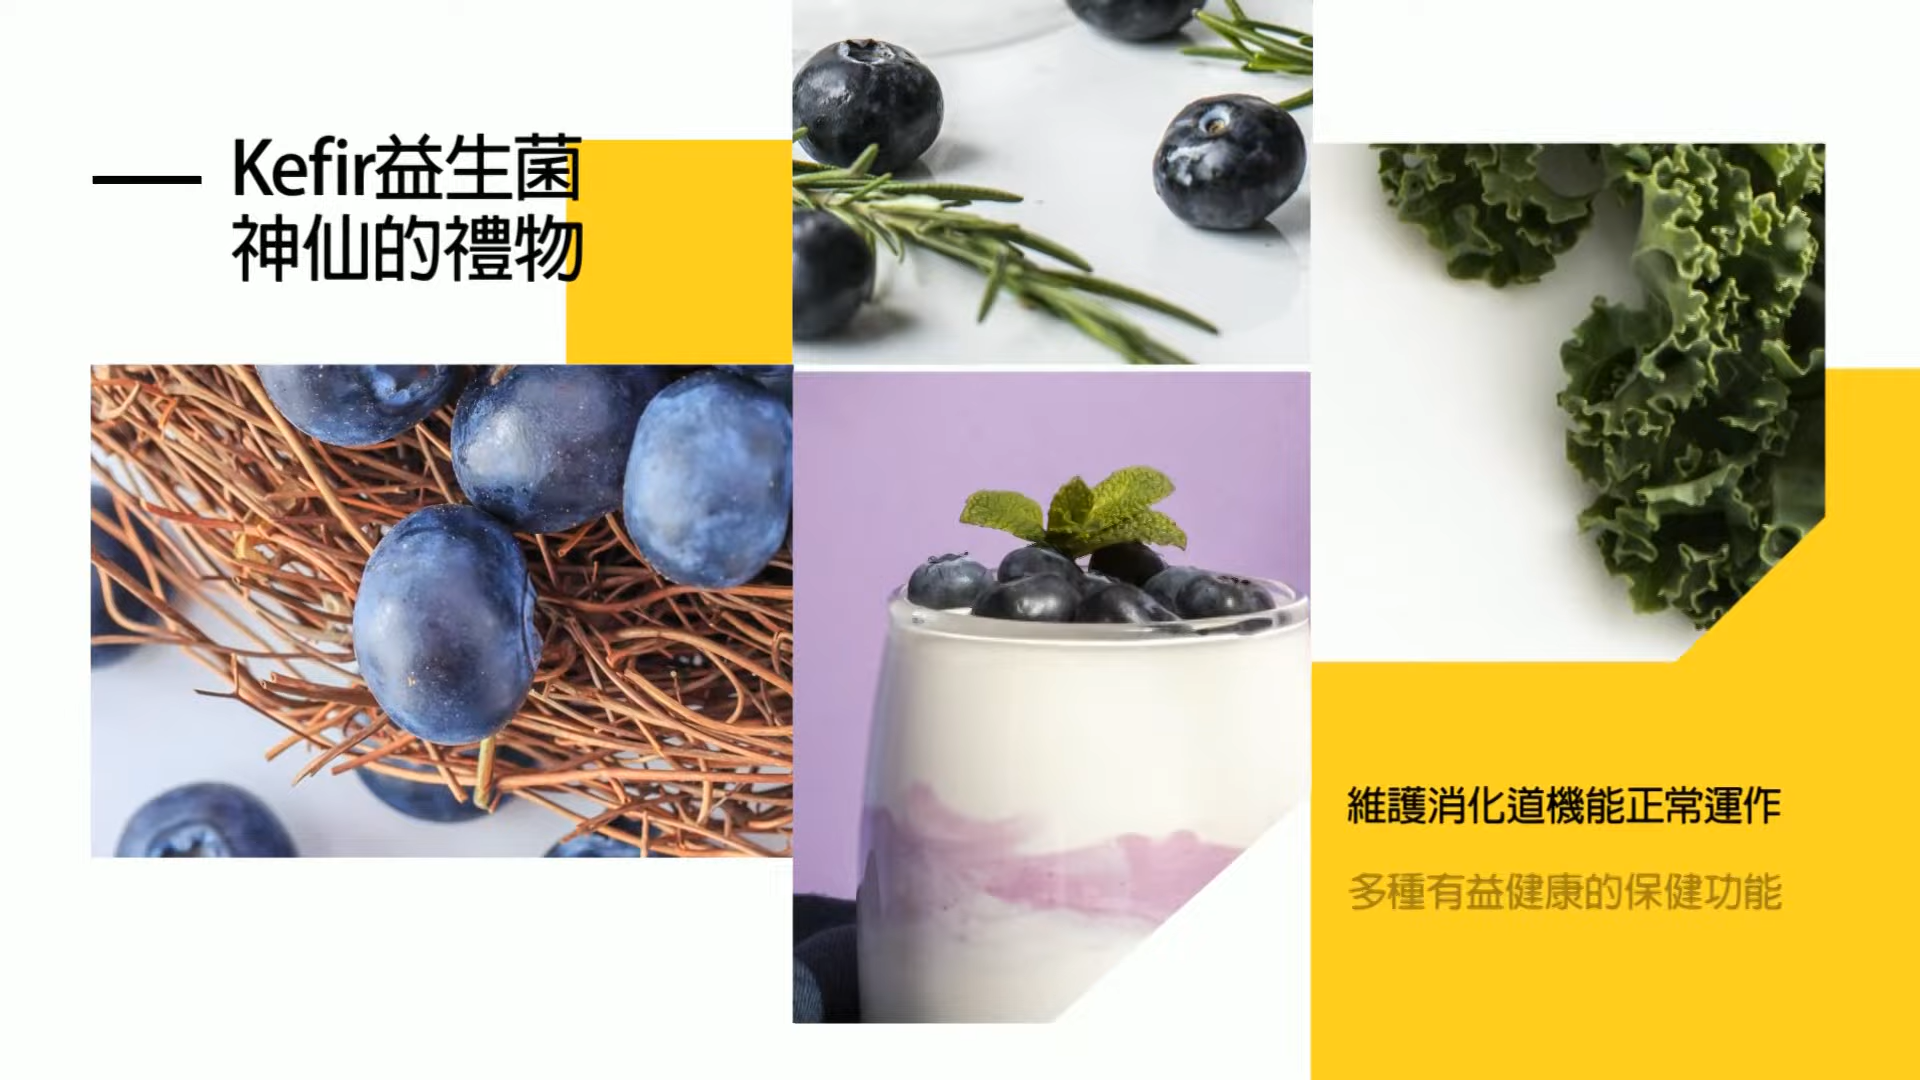 Kefir益生菌
神仙的禮物
維護消化道機能正常運作
多種有益健康的保健功能